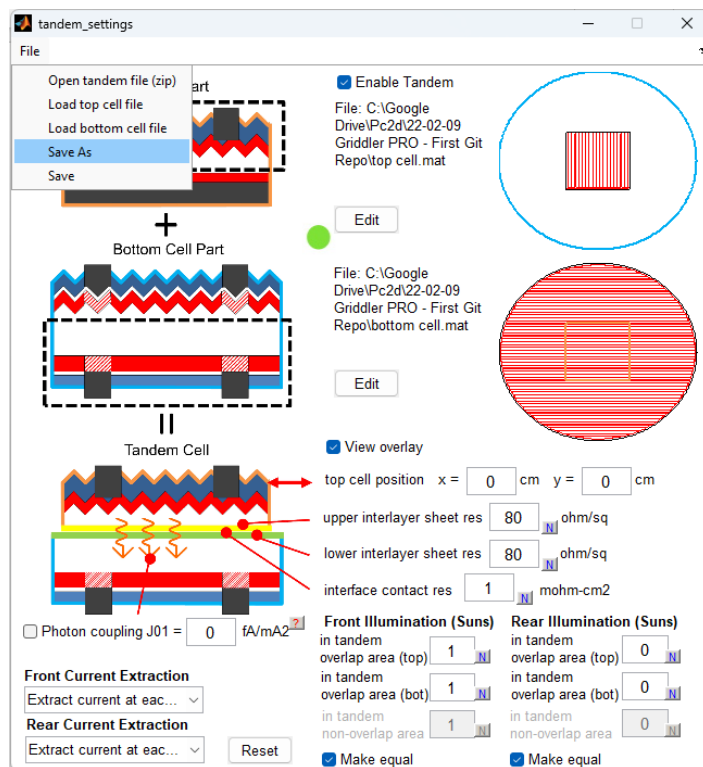 tandem_settings
File
Open tandem file (zip)
Load top cell file
Load bottom cell file
Save As
Save
art
Enable Tandem
File: C:\Google
Drive\Pc2d\22-02-09
Griddler PRO - First Git
Repo\top cell.mat
Edit
+
Bottom Cell Part
File: C:\Google
Drive\Pc2d\22-02-09
Griddler PRO - First Git
Repo\bottom cell.mat
Edit
=
Tandem Cell
View overlay
top cell position x = 0 cm y = 0 cm
upper interlayer sheet res 80 N ohm/sq
lower interlayer sheet res 80 N ohm/sq
interface contact res 1 N mohm-cm2
Photon coupling J01 = 0 fA/mA2 ?
Front Illumination (Suns)
in tandem
overlap area (top) 1 N
in tandem
overlap area (bot) 1 N
in tandem
non-overlap area 1 N
Make equal
Rear Illumination (Suns)
in tandem
overlap area (top) 0 N
in tandem
overlap area (bot) 0 N
in tandem
non-overlap area 0 N
Make equal
Front Current Extraction
Extract current at eac...
Rear Current Extraction
Extract current at eac...
Reset